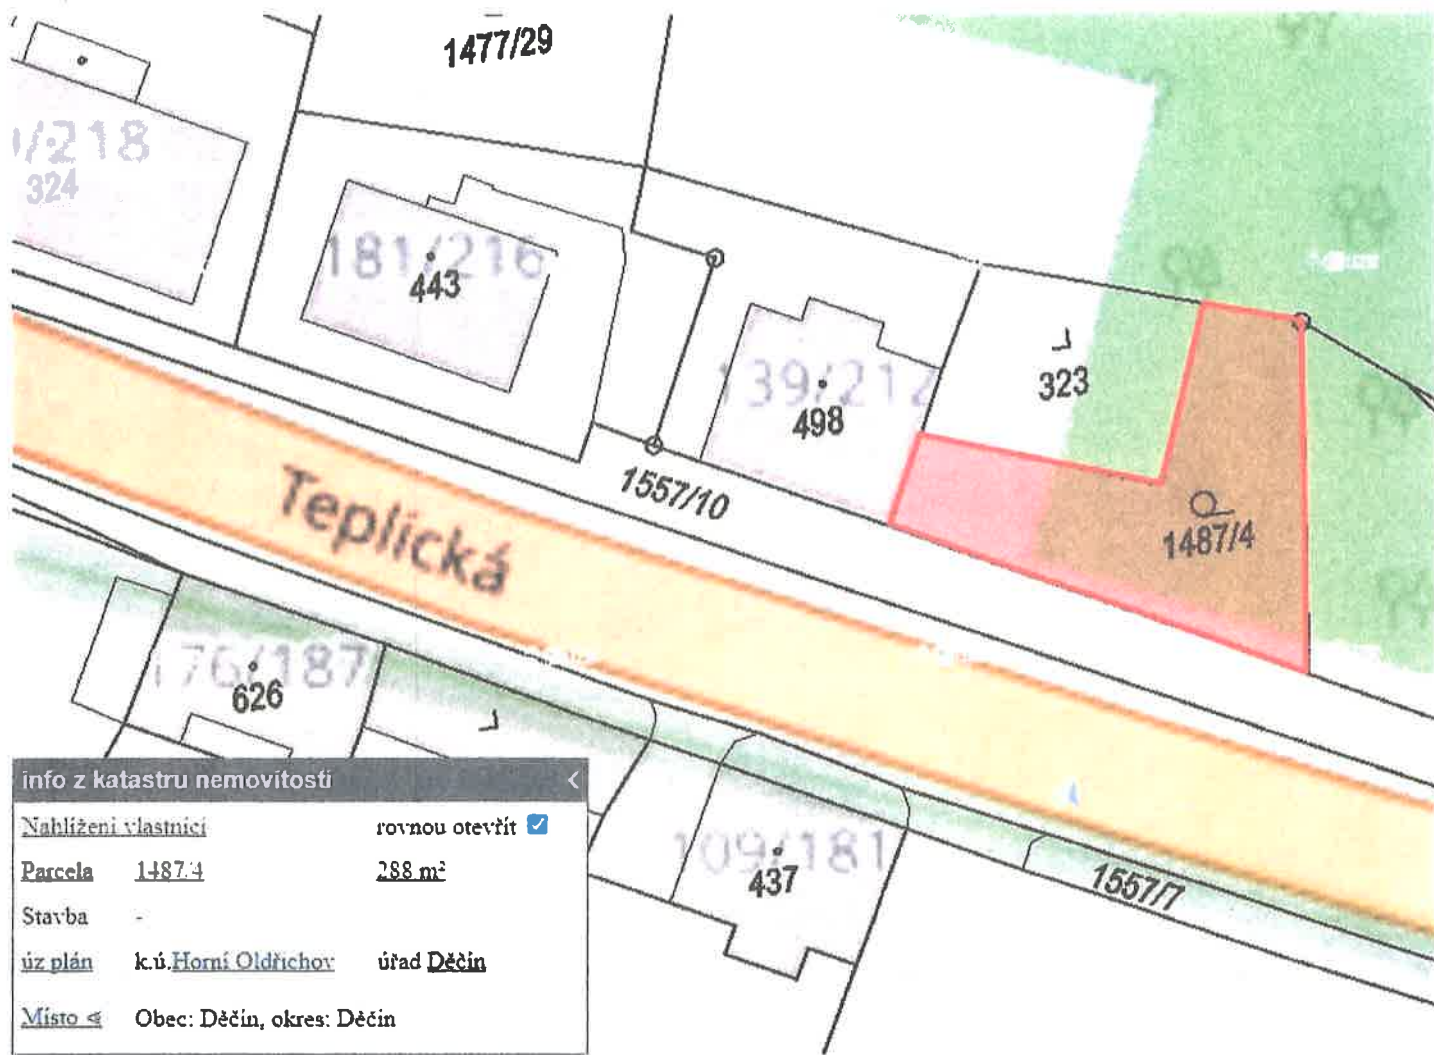 1477/29
/218
324
181/216
443
139/212
498
323
1557/10
1487/4
Teplická
176/187
626
109/181
437
1557/7
info z katastru nemovitostí
Nahlížení vlastníci rovnou otevřít
Parcela 1487/4 288 m²
Stavba -
úz plán k.ú.Horní Oldřichov úřad Děčín
Místo Obec: Děčín, okres: Děčín